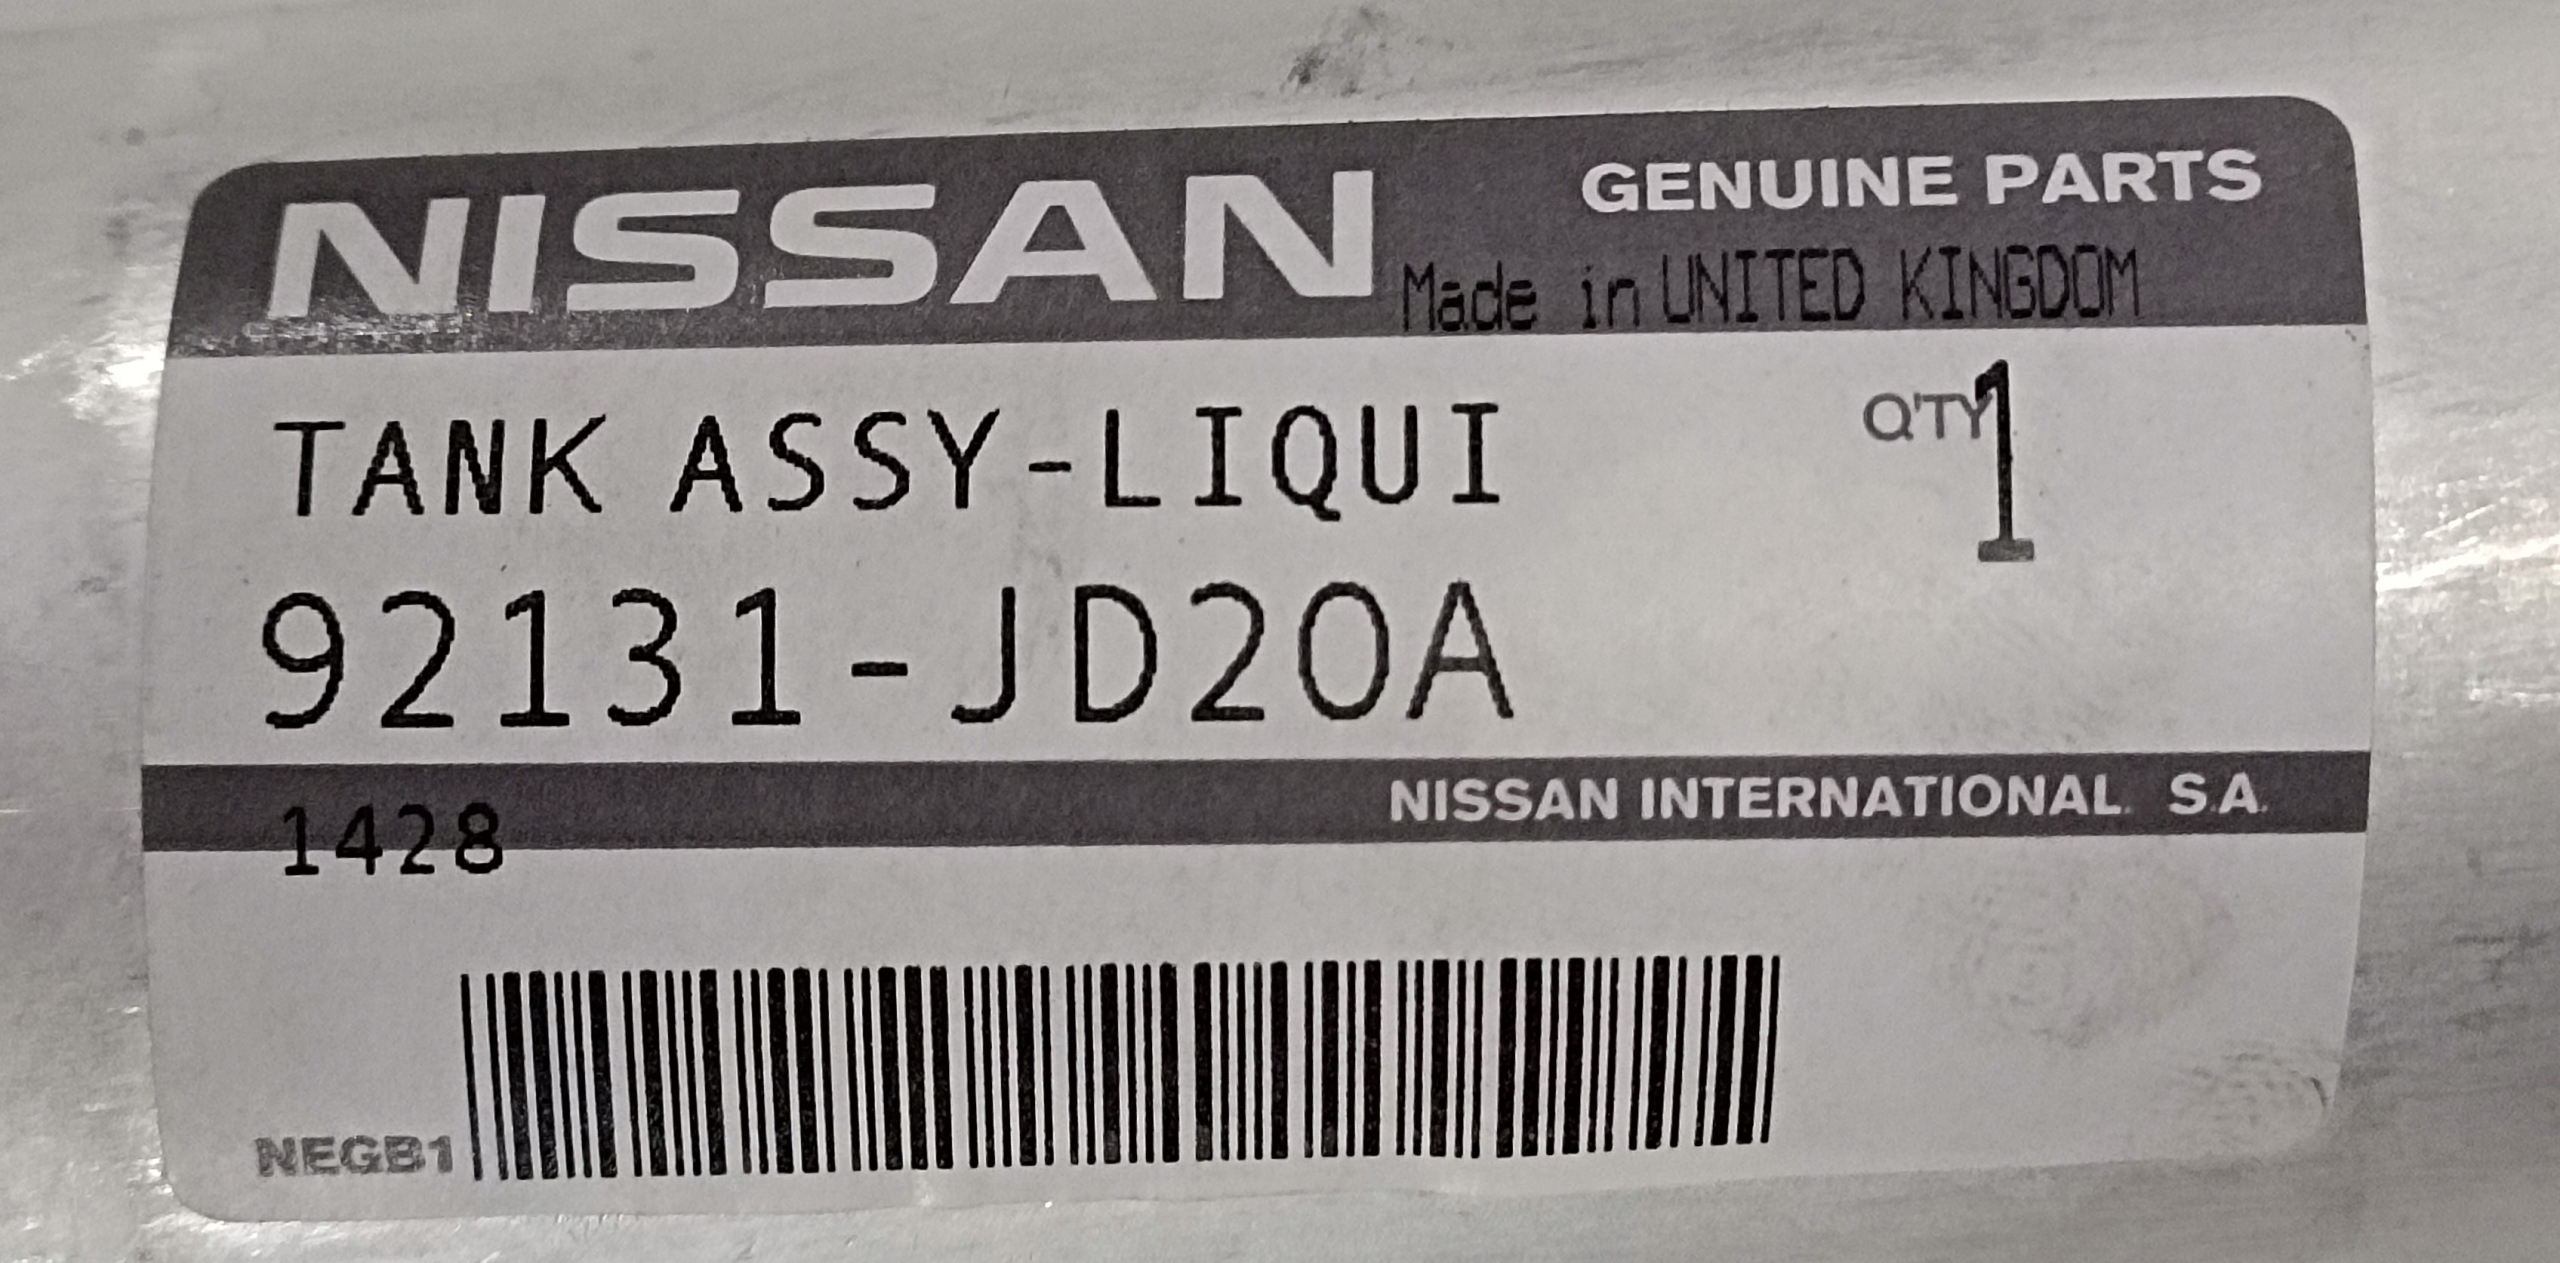 NISSAN
GENUINE PARTS
Made in UNITED KINGDOM
TANK ASSY-LIQUI
Q'TY 1
92131-JD20A
NISSAN INTERNATIONAL. S.A.
1428
NEGB1